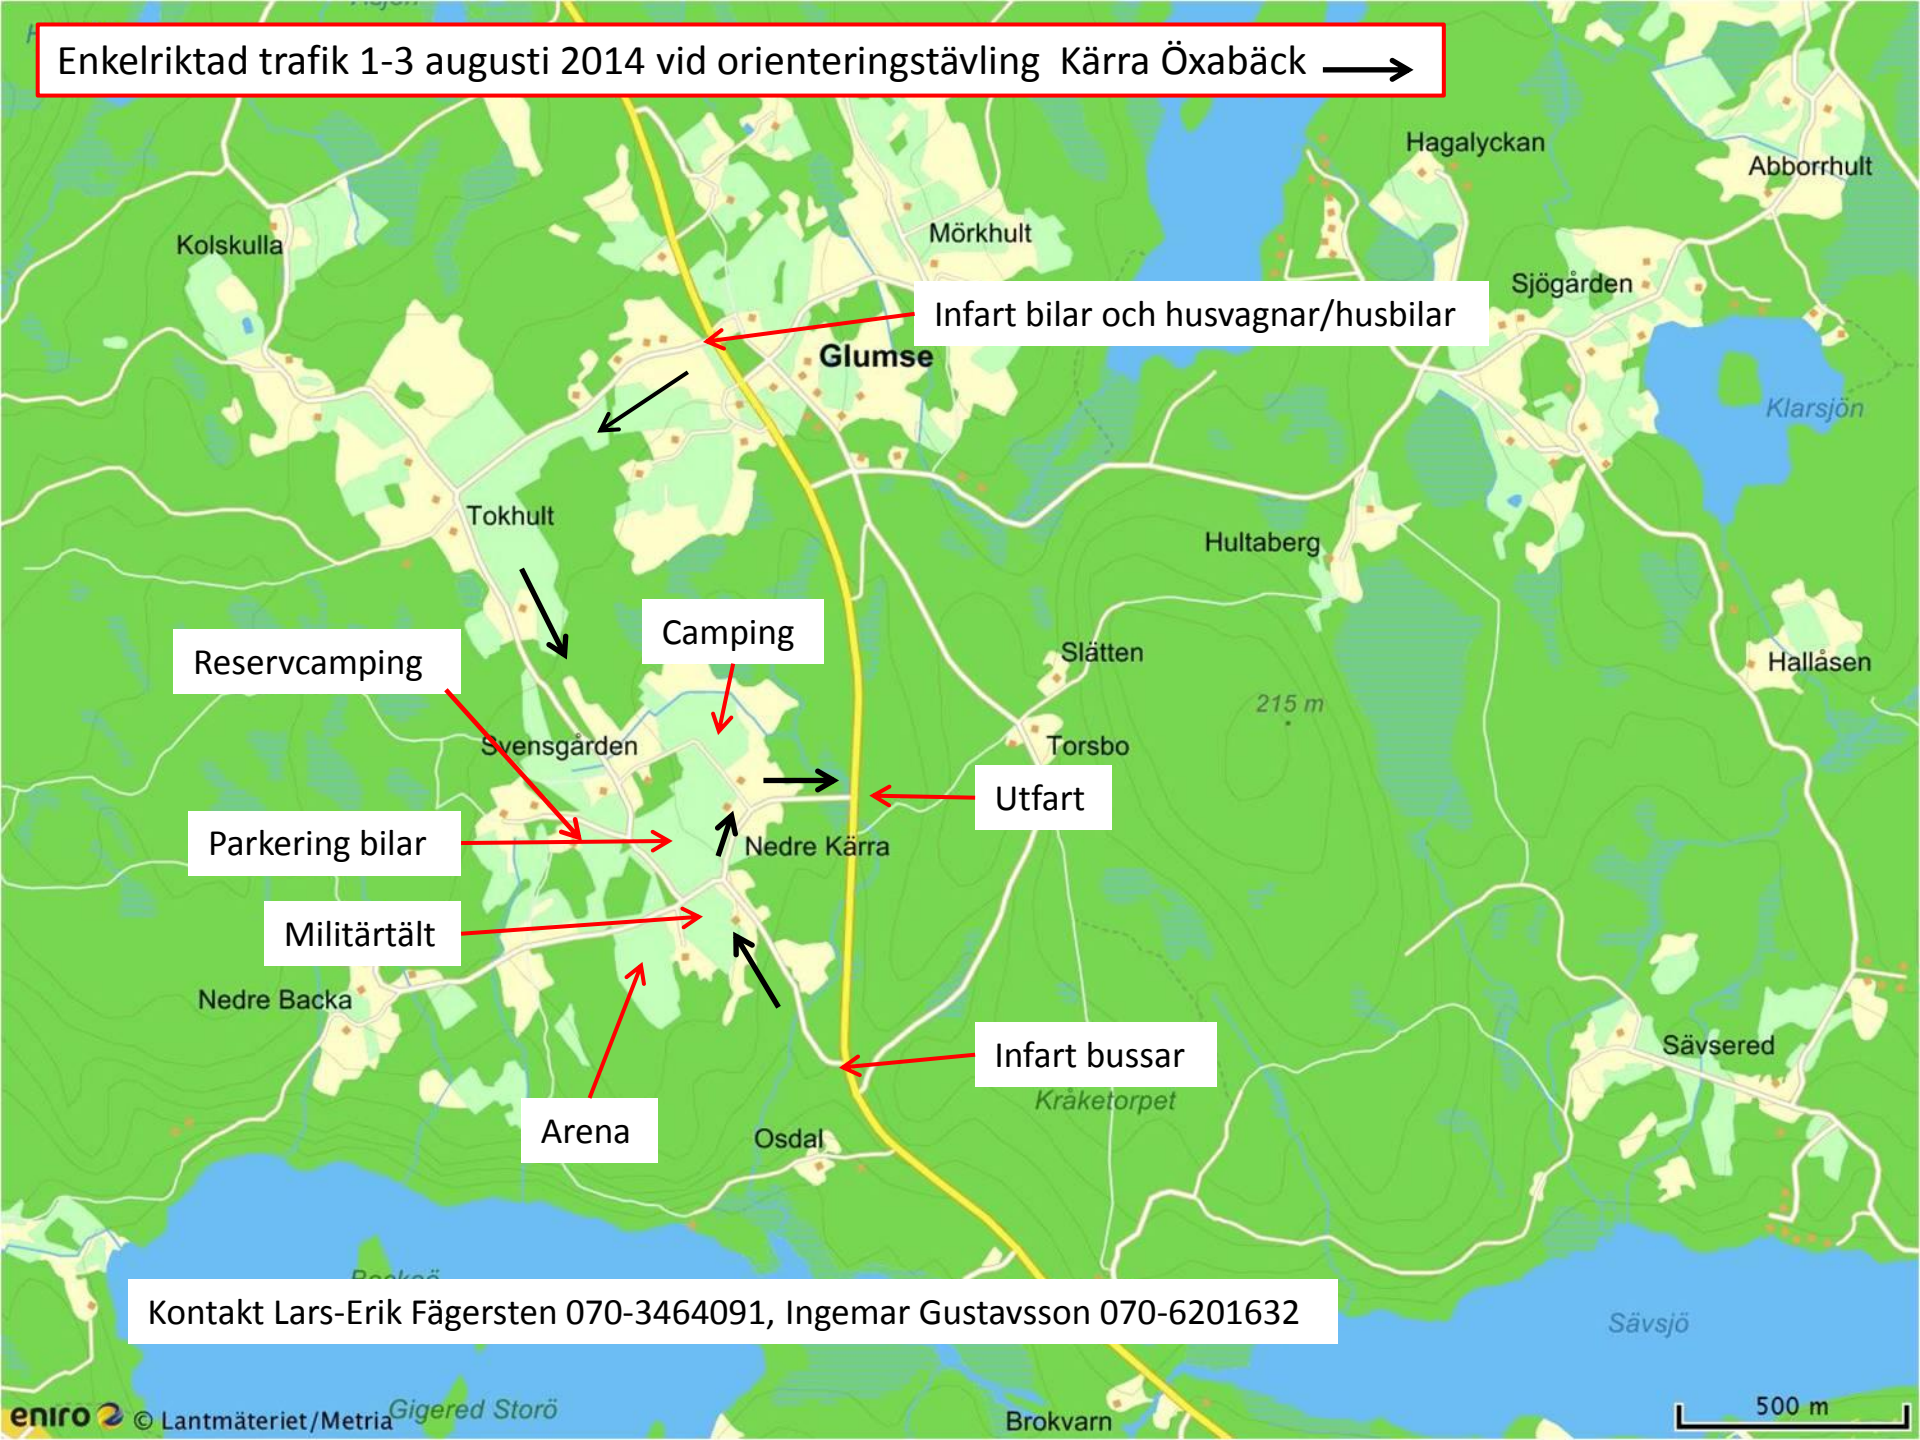 Enkelriktad trafik 1-3 augusti 2014 vid orienteringstävling Kärra Öxabäck
Hagalyckan
Abborrhult
Kolskulla
Mörkhult
Sjögården
Infart bilar och husvagnar/husbilar
Glumse
Klarsjön
Tokhult
Hultaberg
Camping
Reservcamping
Slätten
Hallåsen
215 m
Svensgården
Torsbo
Utfart
Parkering bilar
Nedre Kärra
Militärtält
Nedre Backa
Infart bussar
Sävsered
Kråketorpet
Arena
Osdal
Kontakt Lars-Erik Fägersten 070-3464091, Ingemar Gustavsson 070-6201632
Sävsjö
eniro © Lantmäteriet/Metria
Gigered Storö
Brokvarn
500 m